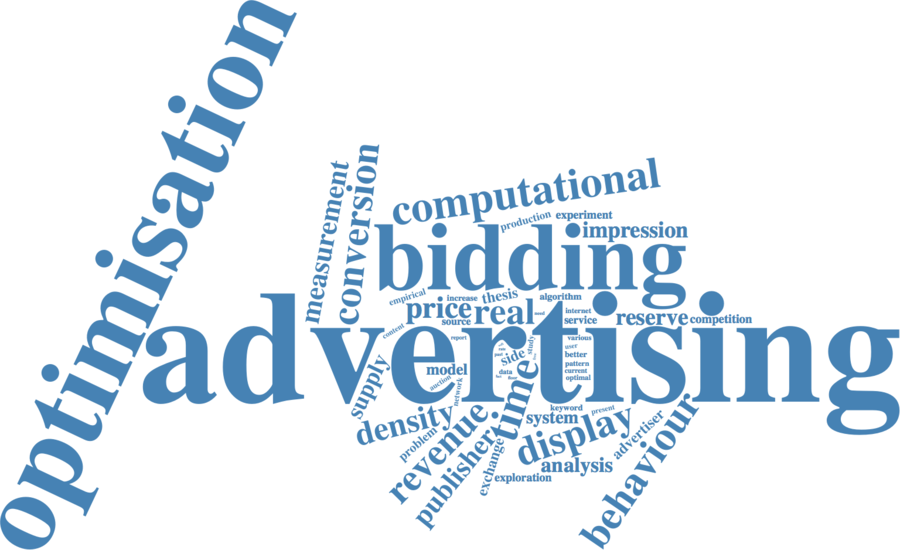 optimisation
measurement
conversion
computational
production
experiment
bidding
impression
empirical
increase
thesis
algorithm
price
real
used
internet
service
reserve
competition
source
content
advertising
report
study
various
user
side
better
pattern
current
optimal
data
model
auction
network
supply
density
problem
revenue
publisher
time
exchange
keyword
present
system
display
advertiser
analysis
exploration
behaviour